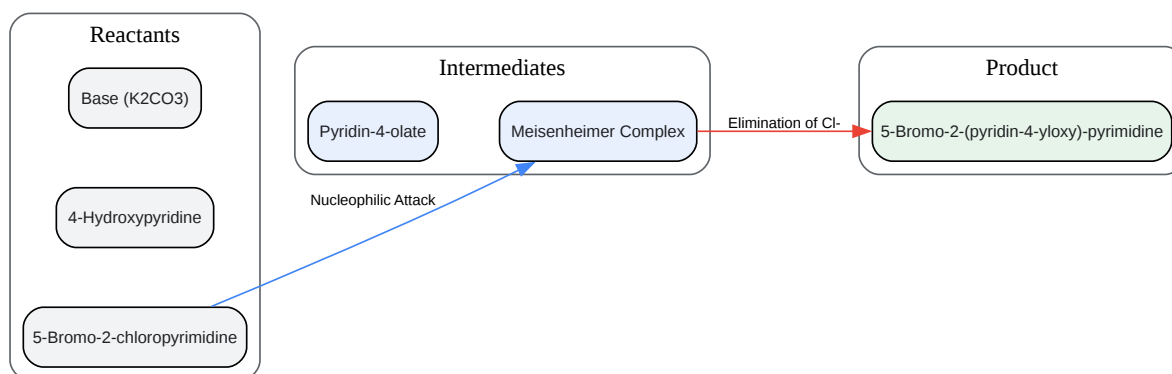 Reactants
Base (K2CO3)
4-Hydroxypyridine
5-Bromo-2-chloropyrimidine
Intermediates
Pyridin-4-olate
Meisenheimer Complex
Nucleophilic Attack
Elimination of Cl-
Product
5-Bromo-2-(pyridin-4-yloxy)-pyrimidine